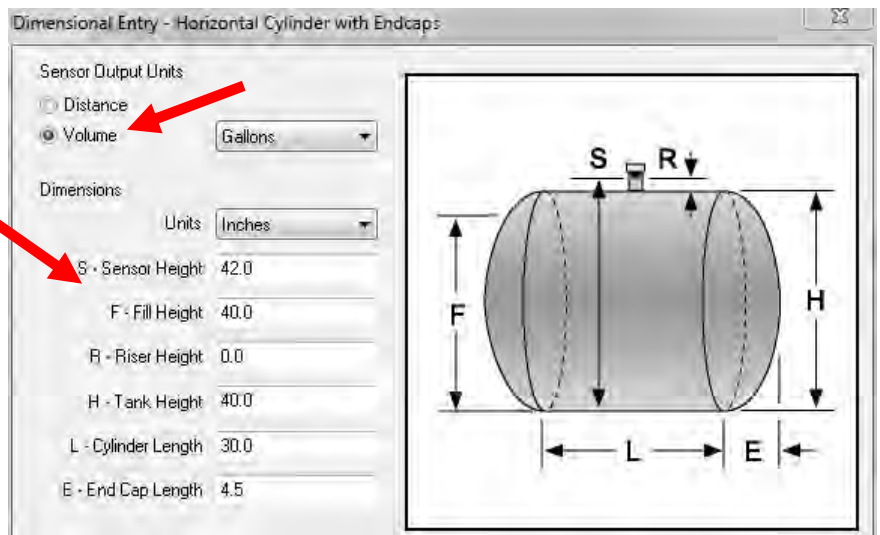 Dimensional Entry - Horizontal Cylinder with Endcaps
Sensor Output Units
Distance
Volume Gallons
Dimensions
Units Inches
S - Sensor Height 42.0
F - Fill Height 40.0
R - Riser Height 0.0
H - Tank Height 40.0
L - Cylinder Length 30.0
E - End Cap Length 4.5
S R
F H
L E